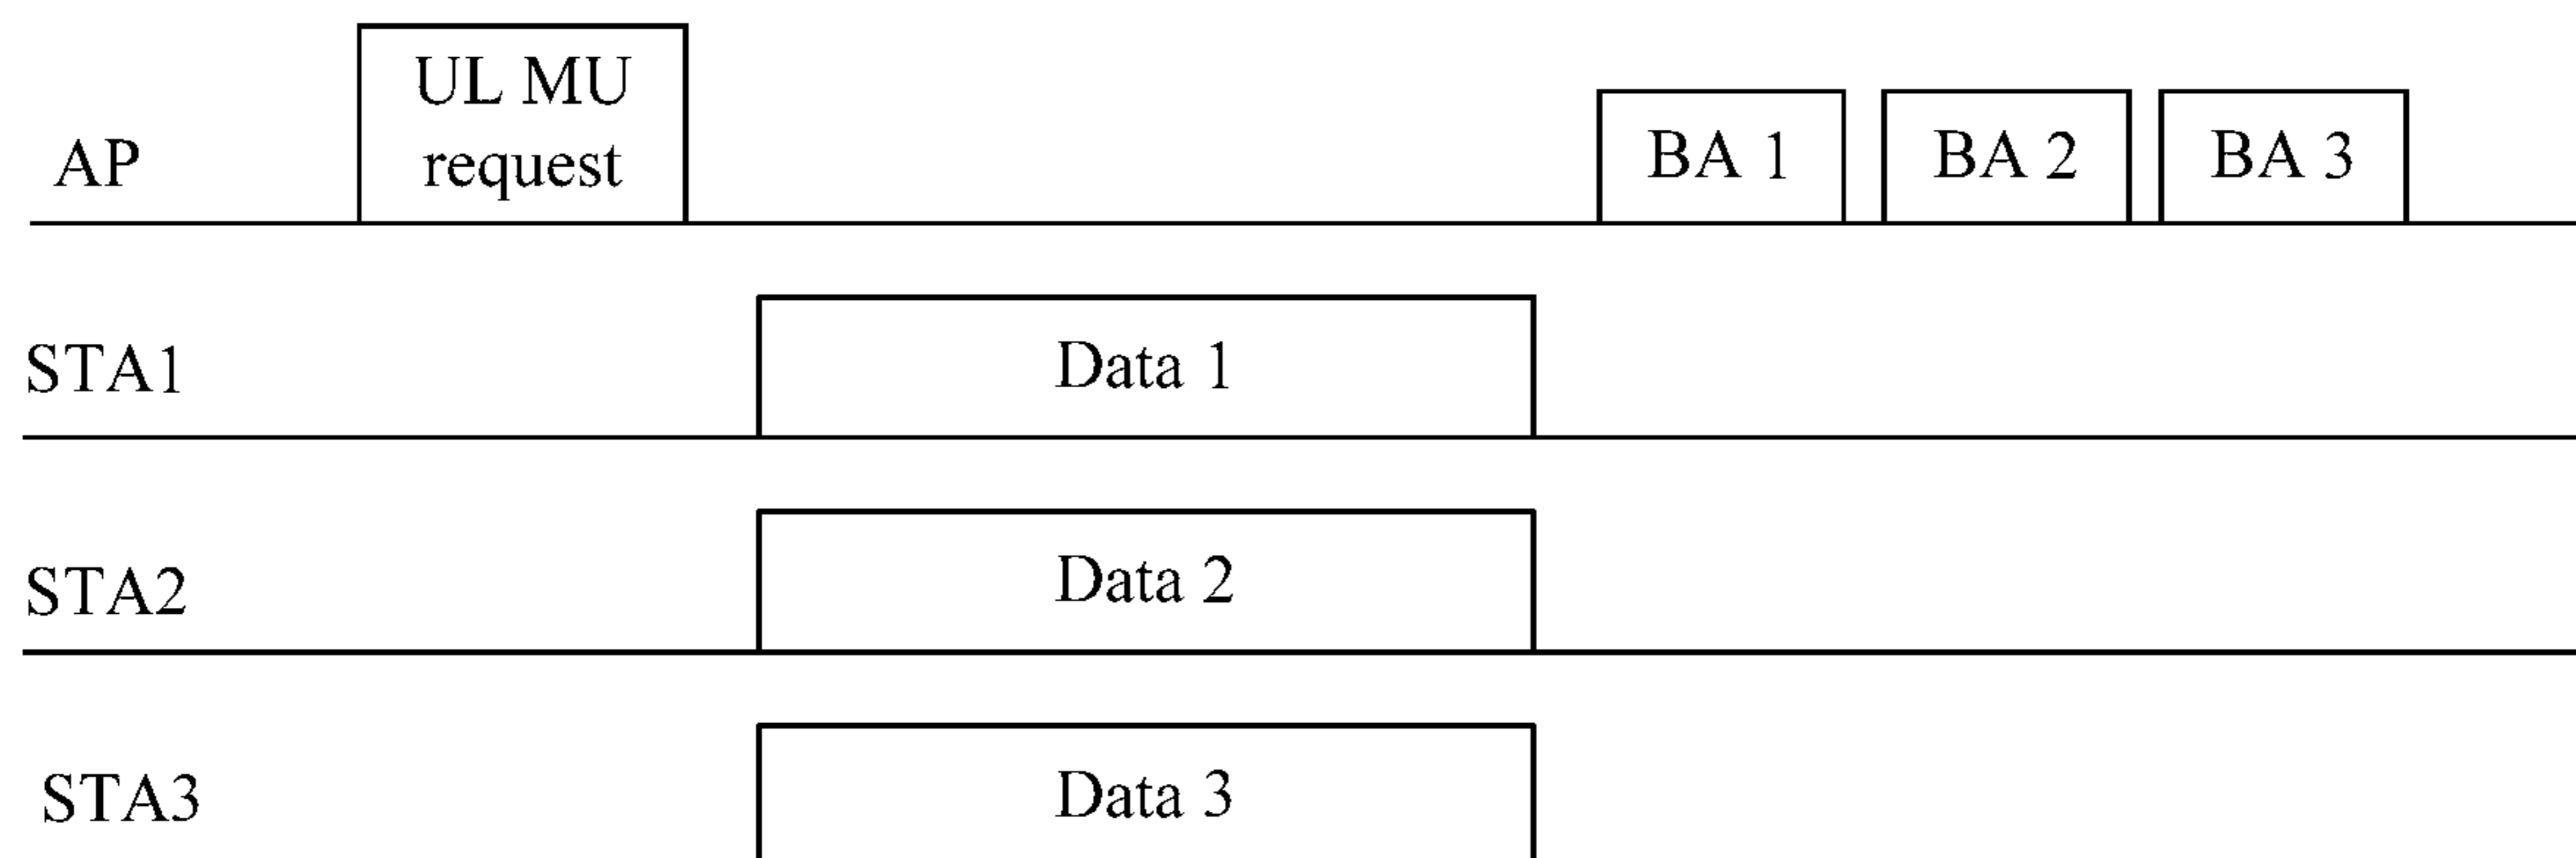 UL MU
request
AP
BA 1
BA 2
BA 3
STA1
Data 1
STA2
Data 2
STA3
Data 3